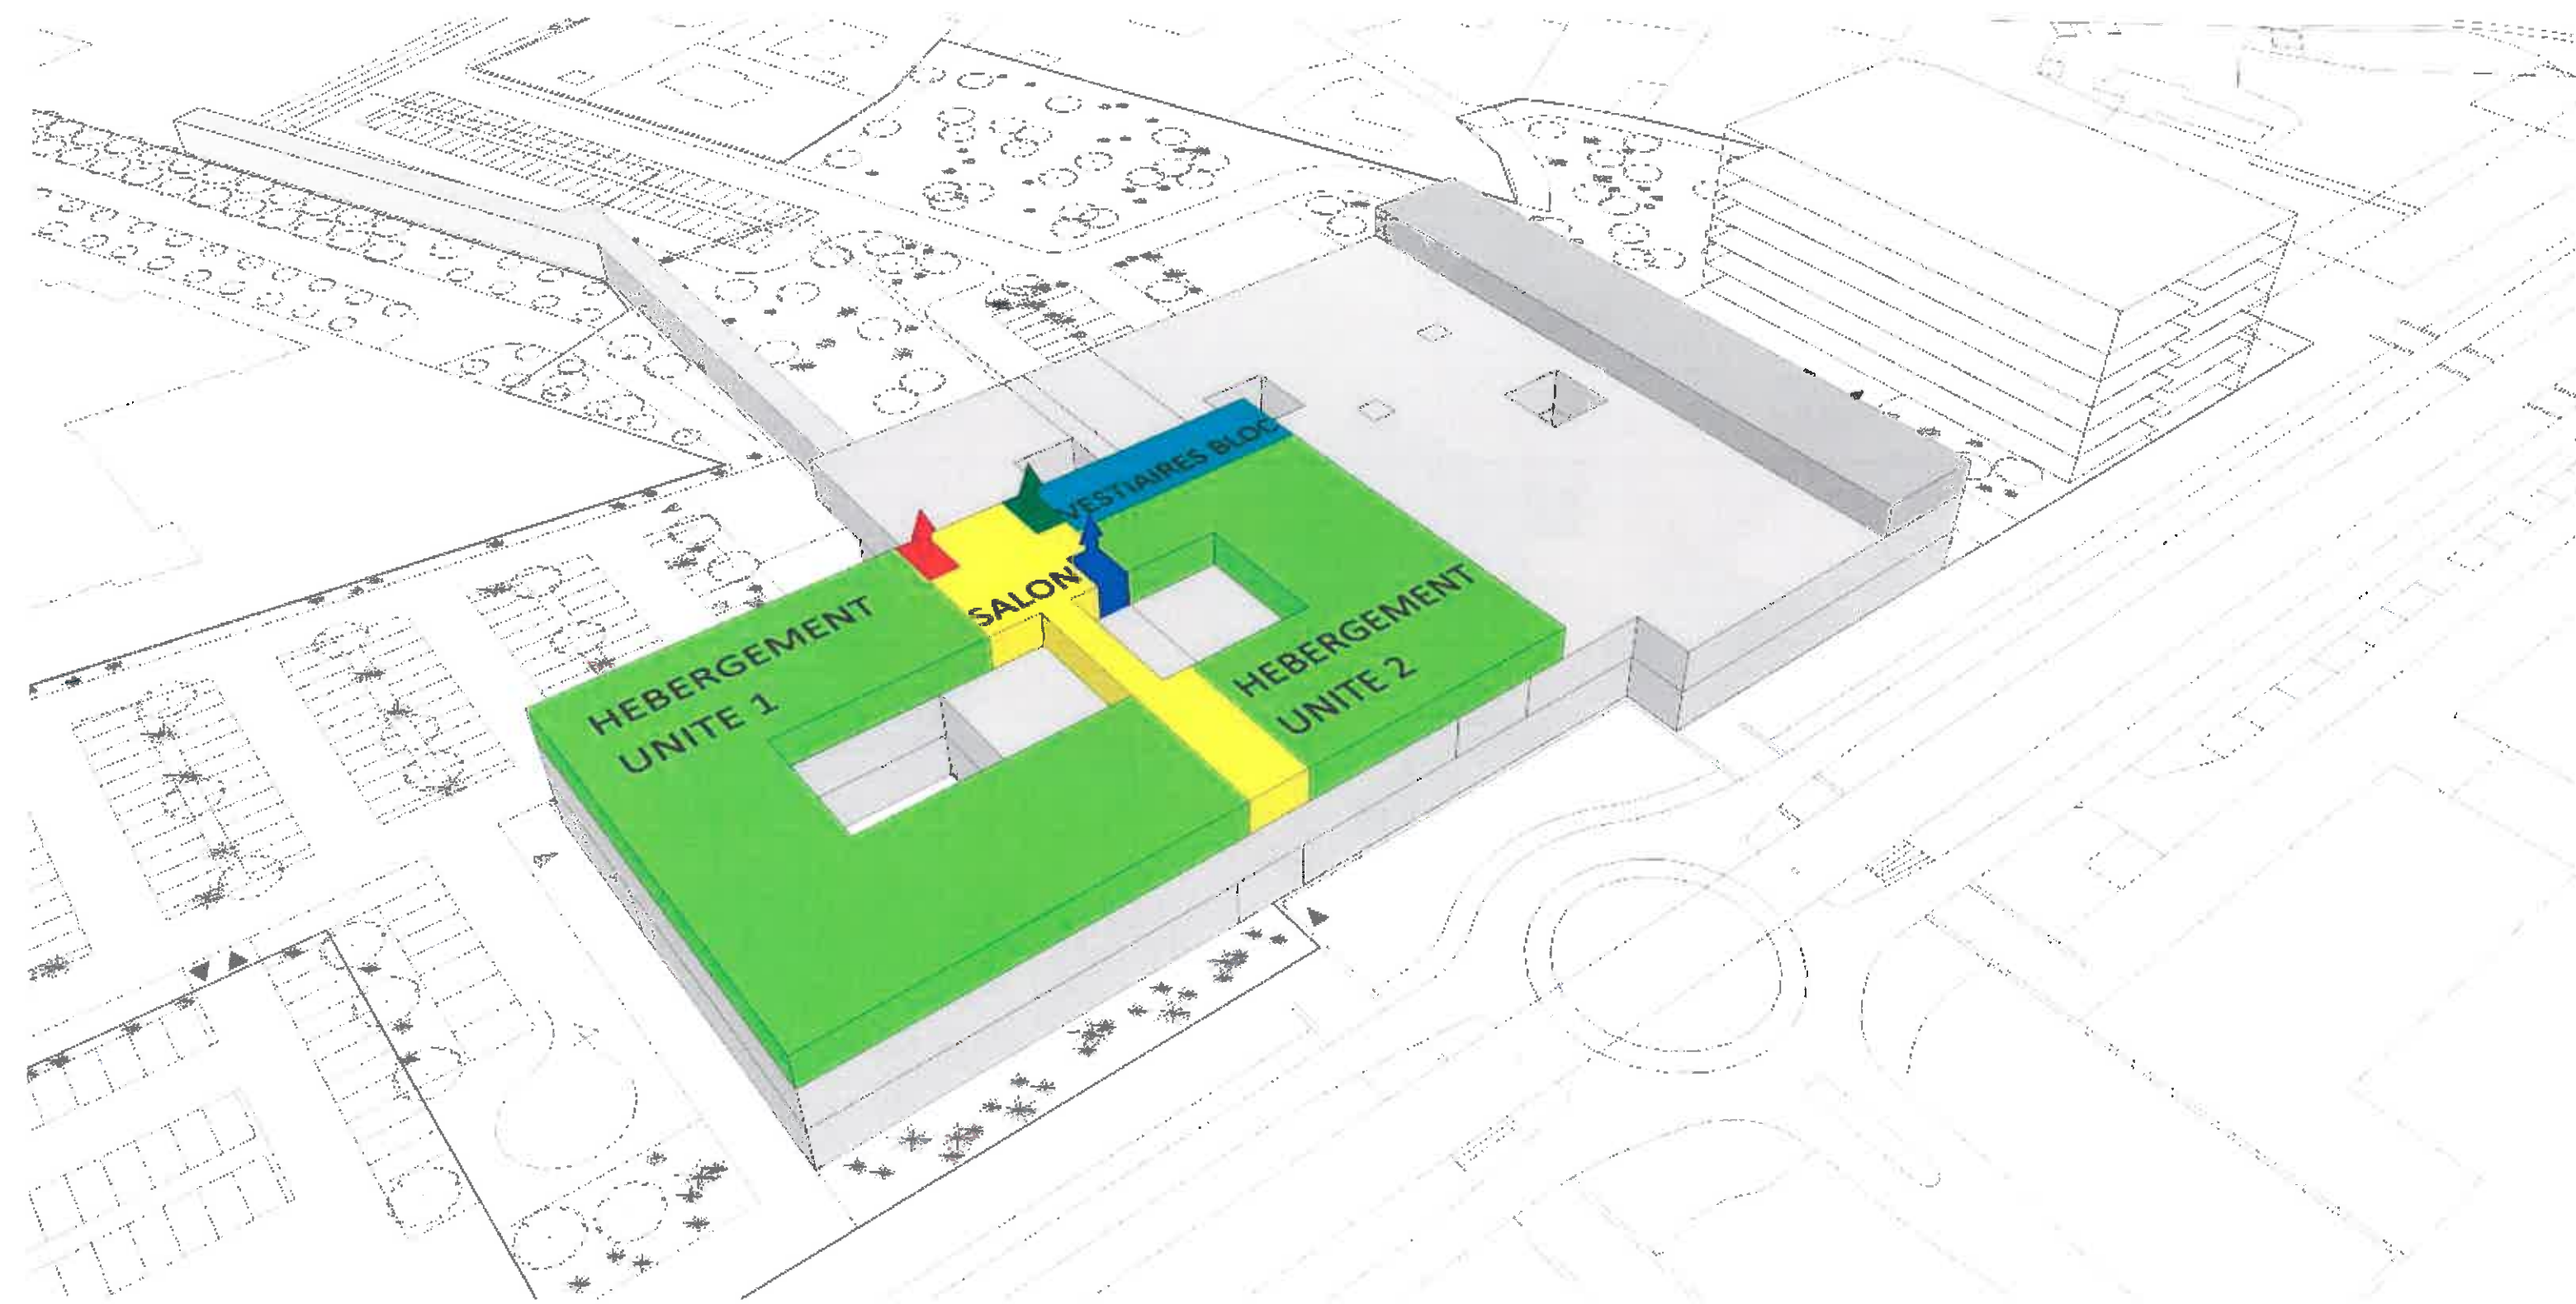 VESTIAIRES BLOC
SALON
HEBERGEMENT
UNITE 1
HEBERGEMENT
UNITE 2